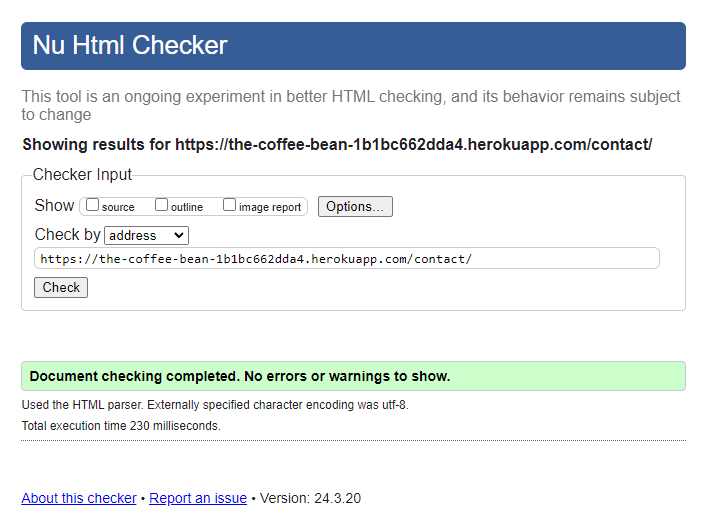 Nu Html Checker
This tool is an ongoing experiment in better HTML checking, and its behavior remains subject
to change
Showing results for https://the-coffee-bean-1b1bc662dda4.herokuapp.com/contact/
Checker Input
Show source outline image report Options...
Check by address
https://the-coffee-bean-1b1bc662dda4.herokuapp.com/contact/
Check
Document checking completed. No errors or warnings to show.
Used the HTML parser. Externally specified character encoding was utf-8.
Total execution time 230 milliseconds.
About this checker • Report an issue • Version: 24.3.20